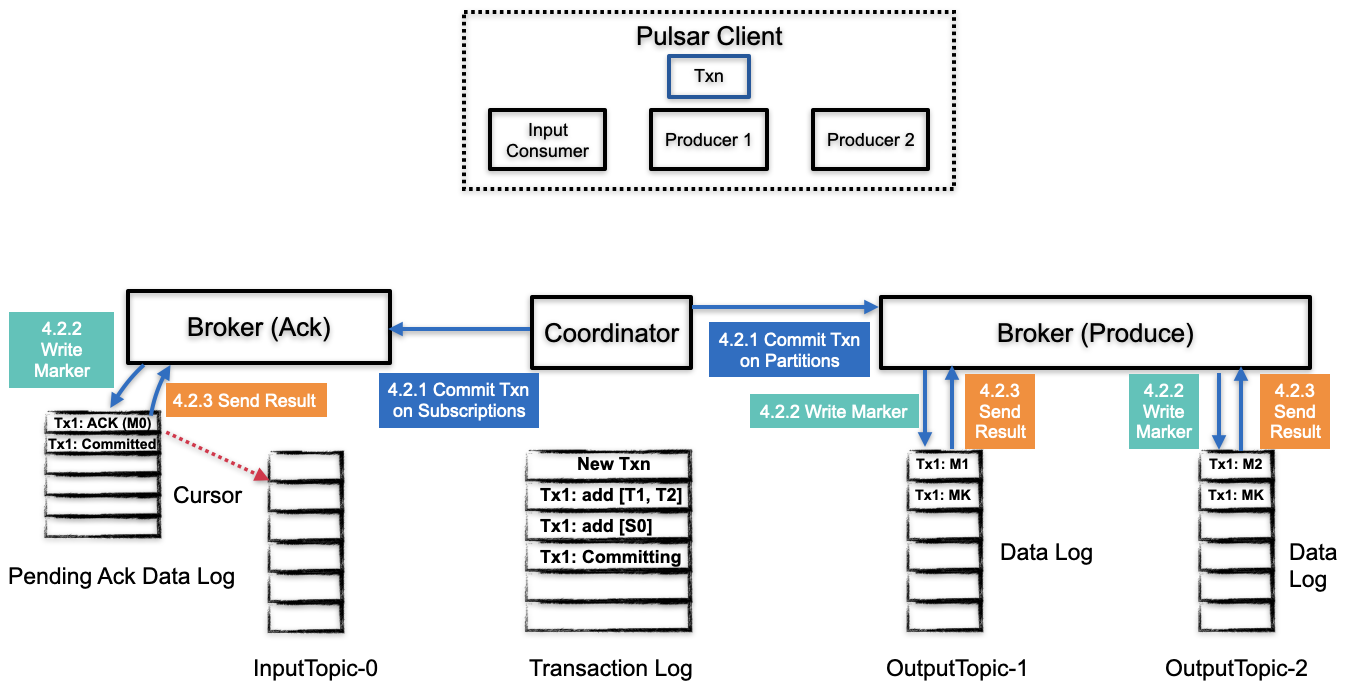 Pulsar Client
Txn
Input
Consumer
Producer 1
Producer 2
Broker (Ack)
Coordinator
Broker (Produce)
4.2.2
Write
Marker
4.2.3 Send Result
4.2.1 Commit Txn
on Subscriptions
4.2.1 Commit Txn
on Partitions
4.2.2 Write Marker
4.2.3
Send
Result
4.2.2
Write
Marker
4.2.3
Send
Result
Tx1: ACK (M0)
Tx1: Committed
Cursor
Pending Ack Data Log
New Txn
Tx1: add [T1, T2]
Tx1: add [S0]
Tx1: Committing
Tx1: M1
Tx1: MK
Data Log
Tx1: M2
Tx1: MK
Data
Log
InputTopic-0
Transaction Log
OutputTopic-1
OutputTopic-2